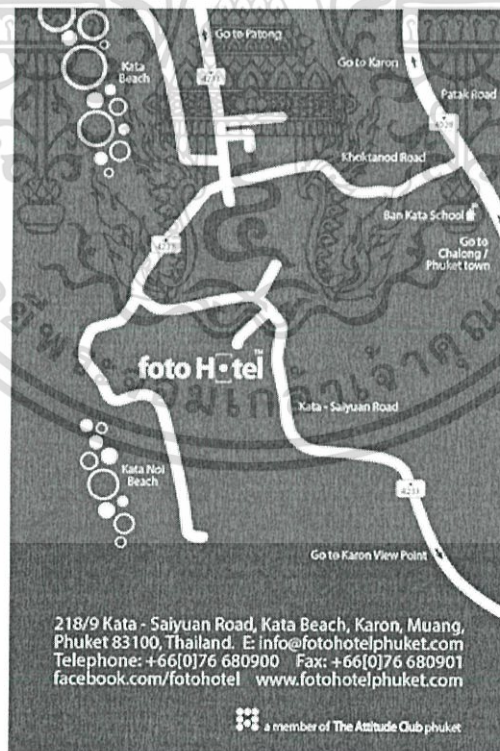 Go to Patong
Kata
Beach
4233
Go to Karon
Patak Road
4028
Khoktanod Road
Ban Kata School
Go to
Chalong /
Phuket town
4233
foto Hotel™
Kata - Saiyuan Road
Kata Noi
Beach
4233
Go to Karon View Point
218/9 Kata - Saiyuan Road, Kata Beach, Karon, Muang,
Phuket 83100, Thailand. E: info@fotohotelphuket.com
Telephone: +66[0]76 680900 Fax: +66[0]76 680901
facebook.com/fotohotel www.fotohotelphuket.com
a member of The Attitude Club phuket